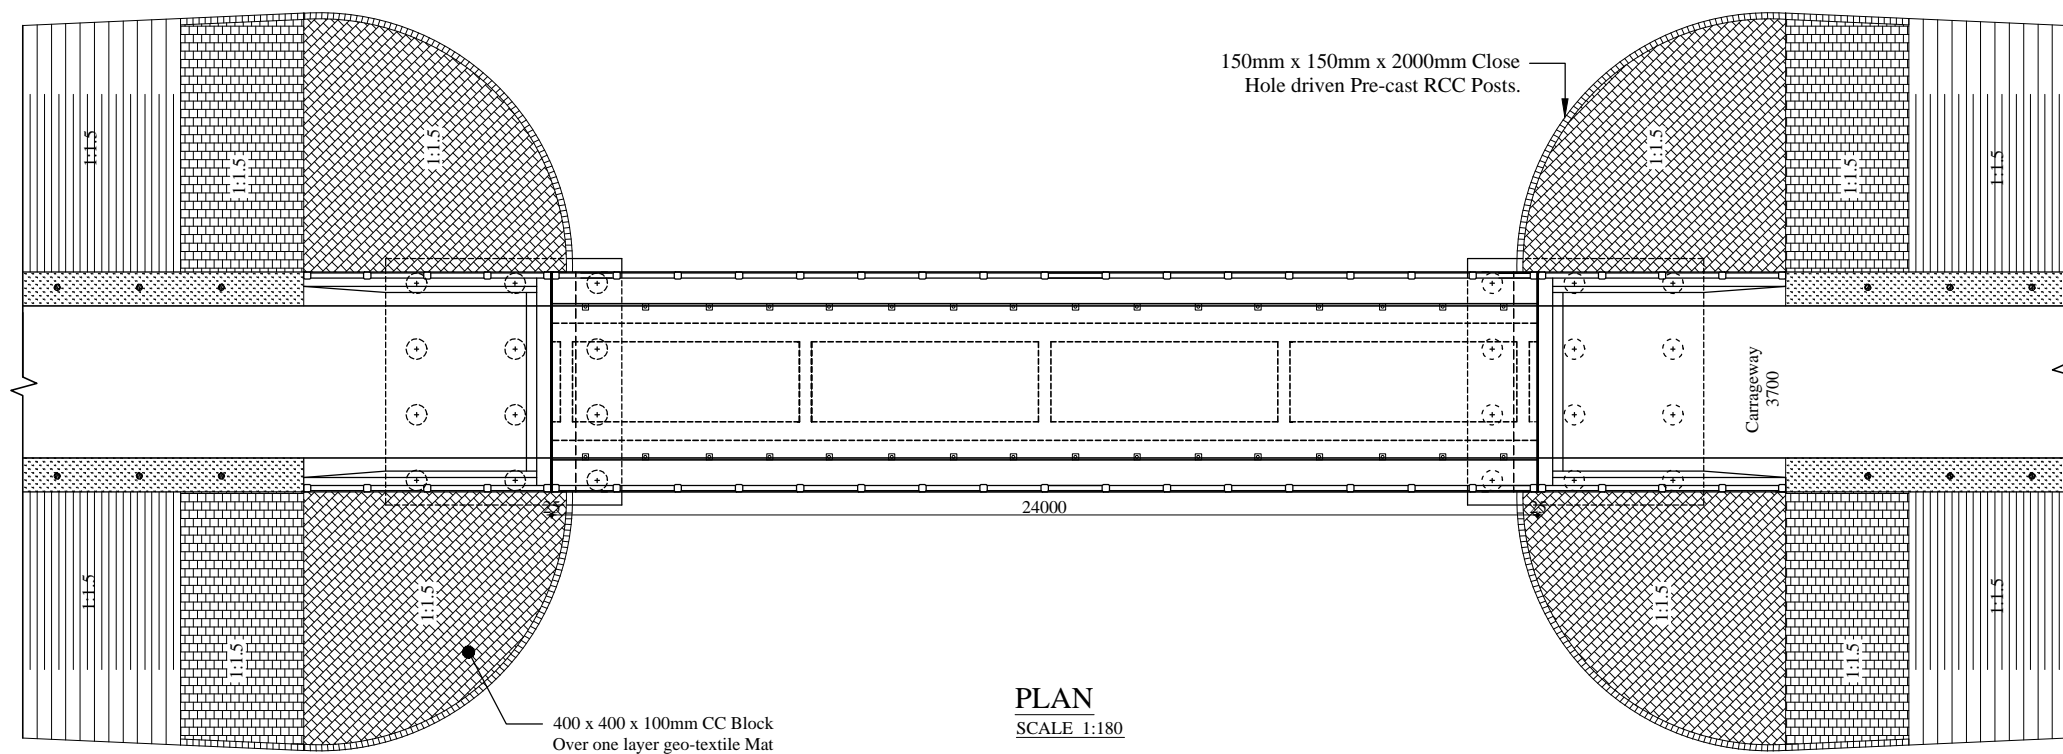 150mm x 150mm x 2000mm Close
Hole driven Pre-cast RCC Posts.
1:1.5
1:1.5
1:1.5
1:1.5
1:1.5
1:1.5
Carrageway
3700
25
24000
25
1:1.5
1:1.5
1:1.5
1:1.5
1:1.5
1:1.5
400 x 400 x 100mm CC Block
Over one layer geo-textile Mat
PLAN
SCALE 1:180